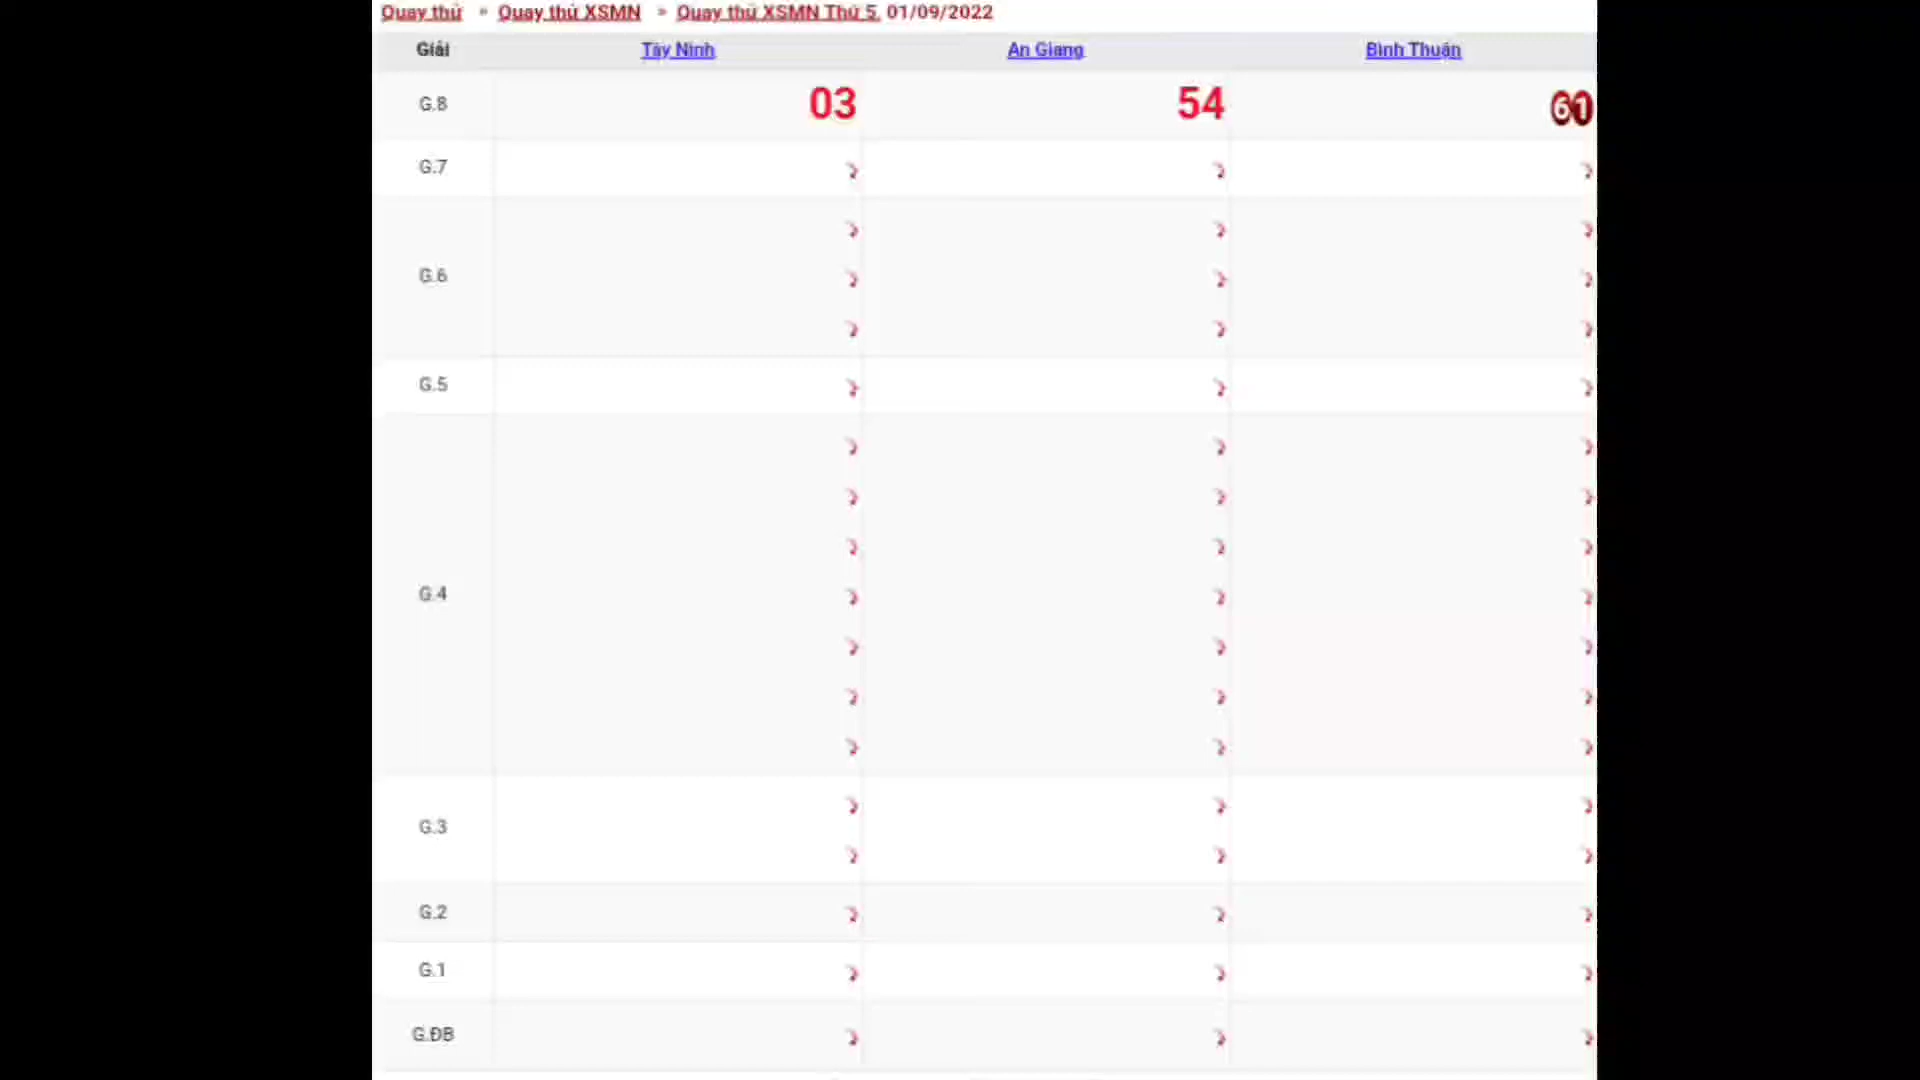 Quay thử » Quay thử XSMN » Quay thử XSMN Thứ 5, 01/09/2022
Giải Tây Ninh An Giang Bình Thuận
G.8 03 54 61
G.7
G.6
G.5
G.4
G.3
G.2
G.1
G.ĐB